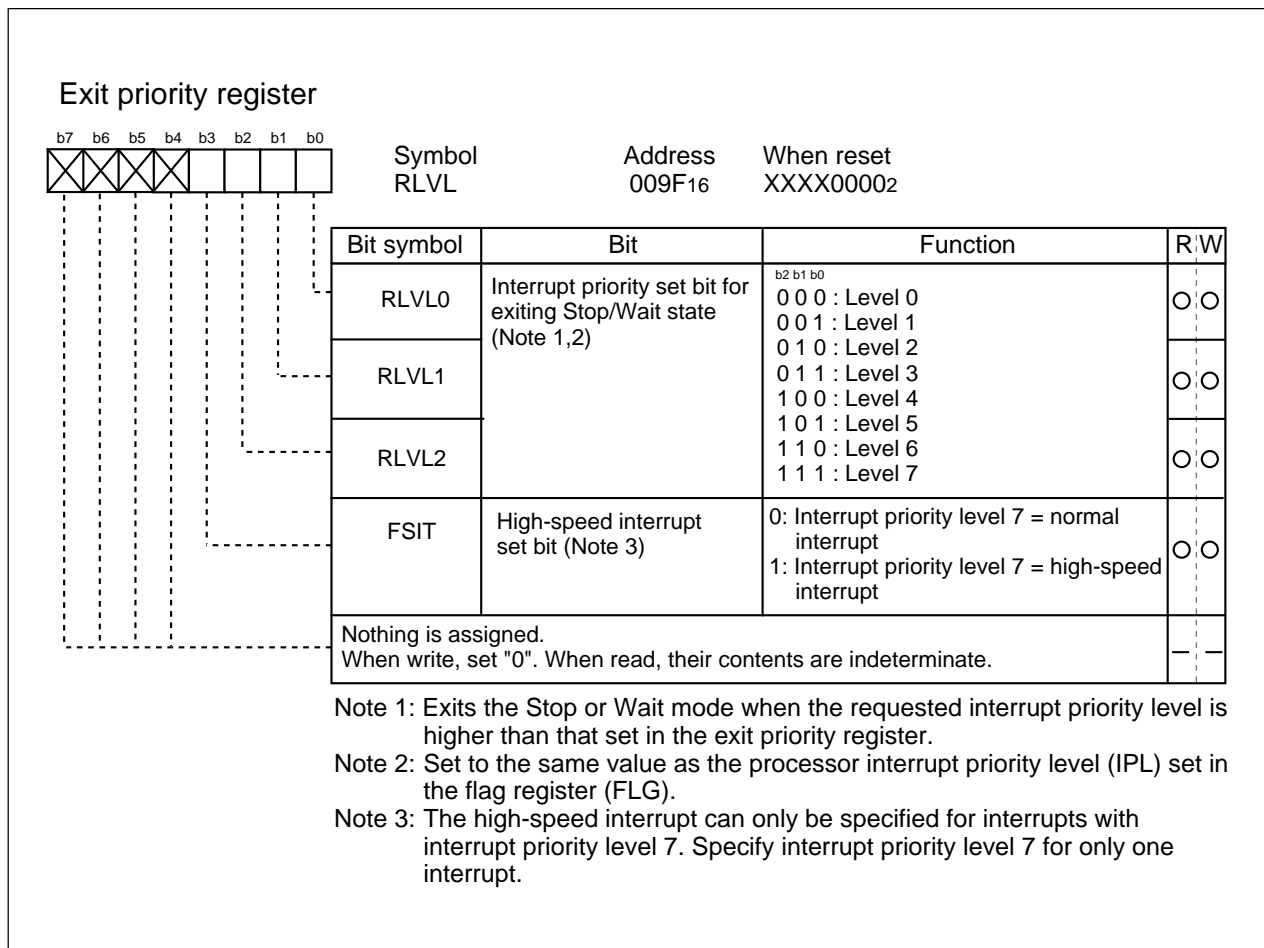 Exit priority register
b7 b6 b5 b4 b3 b2 b1 b0
Symbol Address When reset
RLVL 009F16 XXXX00002
Bit symbol Bit Function R W
RLVL0 Interrupt priority set bit for
exiting Stop/Wait state
(Note 1,2)
b2 b1 b0
0 0 0 : Level 0
0 0 1 : Level 1
0 1 0 : Level 2
0 1 1 : Level 3
1 0 0 : Level 4
1 0 1 : Level 5
1 1 0 : Level 6
1 1 1 : Level 7
RLVL1
RLVL2
FSIT High-speed interrupt
set bit (Note 3)
0: Interrupt priority level 7 = normal
interrupt
1: Interrupt priority level 7 = high-speed
interrupt
Nothing is assigned.
When write, set "0". When read, their contents are indeterminate.
Note 1: Exits the Stop or Wait mode when the requested interrupt priority level is
higher than that set in the exit priority register.
Note 2: Set to the same value as the processor interrupt priority level (IPL) set in
the flag register (FLG).
Note 3: The high-speed interrupt can only be specified for interrupts with
interrupt priority level 7. Specify interrupt priority level 7 for only one
interrupt.